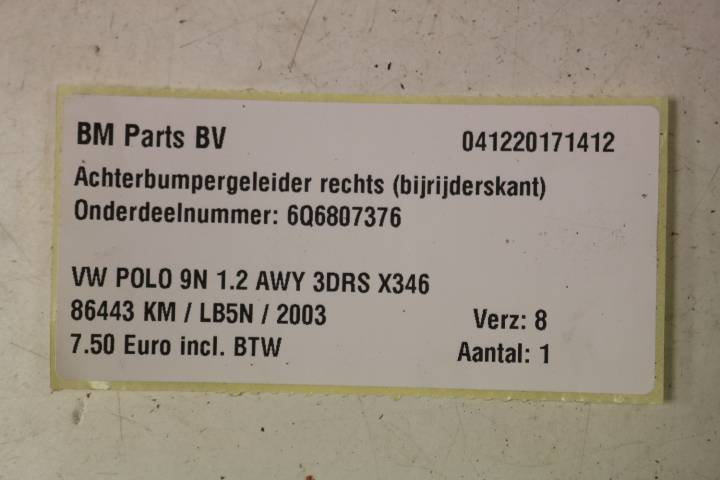 BM Parts BV 041220171412
Achterbumpergeleider rechts (bijrijderskant)
Onderdeelnummer: 6Q6807376
VW POLO 9N 1.2 AWY 3DRS X346
86443 KM / LB5N / 2003 Verz: 8
7.50 Euro incl. BTW Aantal: 1